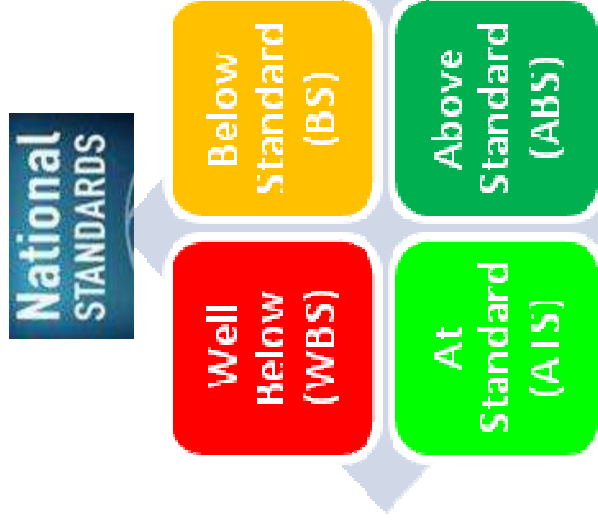 National
STANDARDS
Well
Below
(WBS)
Below
Standard
(BS)
At
Standard
(ATS)
Above
Standard
(ABS)